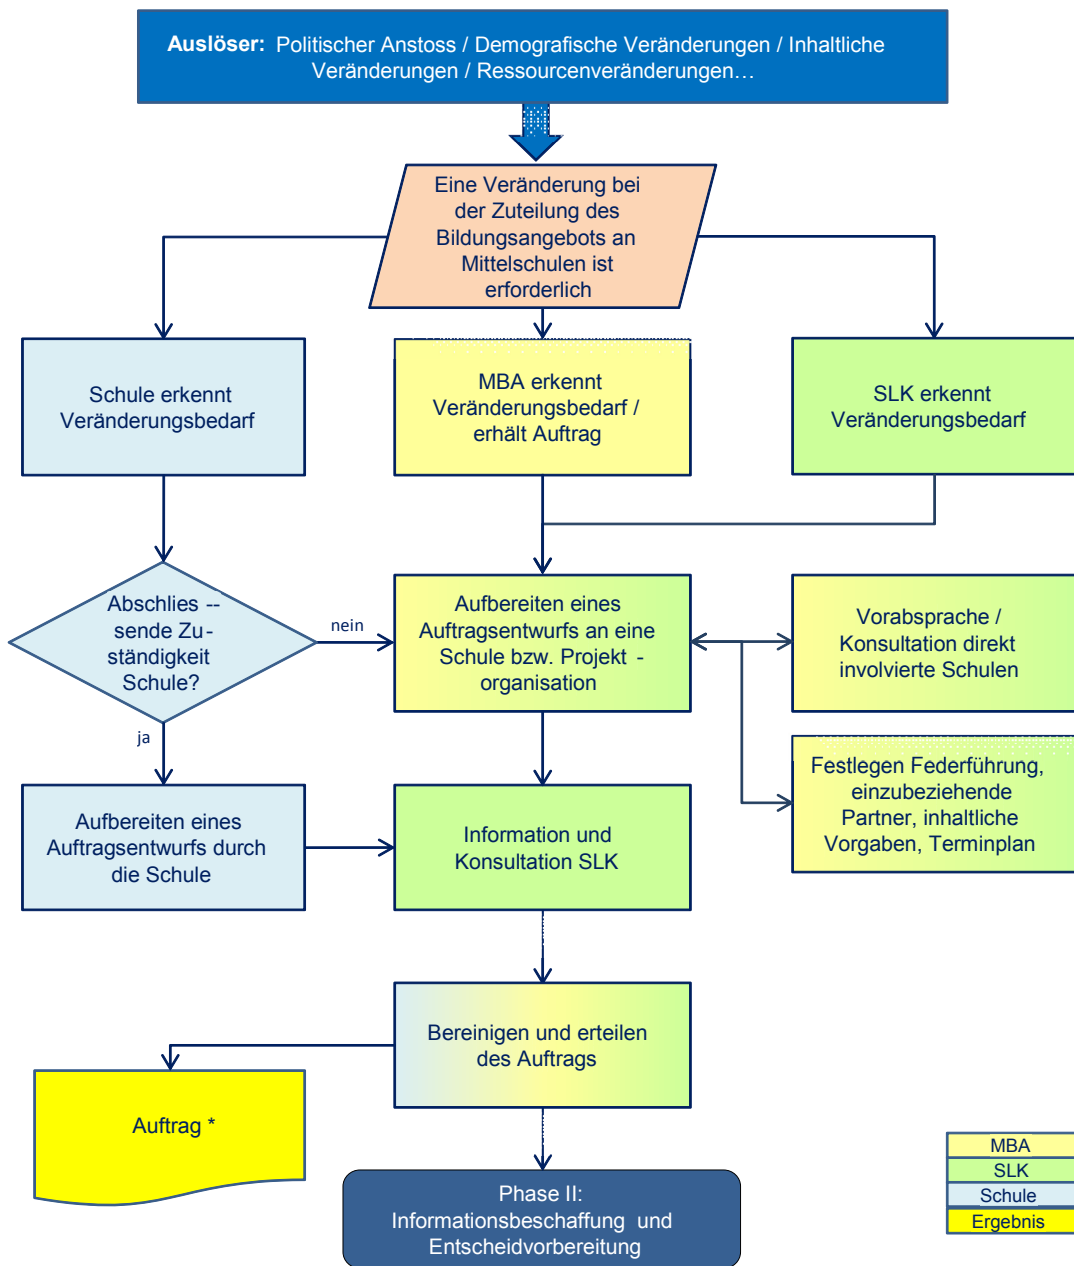 Auslöser: Politischer Anstoss / Demografische Veränderungen / Inhaltliche
Veränderungen / Ressourcenveränderungen…
Eine Veränderung bei
der Zuteilung des
Bildungsangebots an
Mittelschulen ist
erforderlich
Schule erkennt
Veränderungsbedarf
MBA erkennt
Veränderungsbedarf /
erhält Auftrag
SLK erkennt
Veränderungsbedarf
Abschlies --
sende Zu-
ständigkeit
Schule?
nein
ja
Aufbereiten eines
Auftragsentwurfs an eine
Schule bzw. Projekt -
organisation
Vorabsprache /
Konsultation direkt
involvierte Schulen
Festlegen Federführung,
einzubeziehende
Partner, inhaltliche
Vorgaben, Terminplan
Aufbereiten eines
Auftragsentwurfs durch
die Schule
Information und
Konsultation SLK
Bereinigen und erteilen
des Auftrags
Auftrag *
Phase II:
Informationsbeschaffung und
Entscheidvorbereitung
MBA
SLK
Schule
Ergebnis